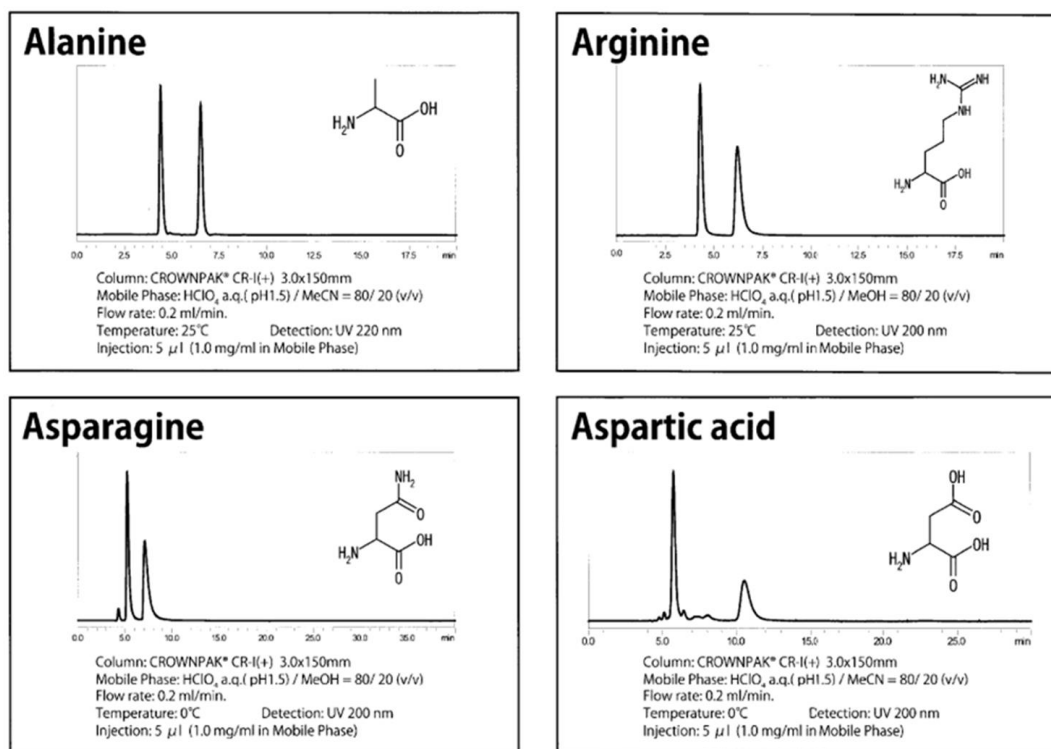 Alanine
H₂N
OH
O
0.0 2.5 5.0 7.5 10.0 12.5 15.0 17.5 min
Column: CROWNPAK® CR-I(+) 3.0x150mm
Mobile Phase: HClO₄ a.q.( pH1.5) / MeCN = 80/ 20 (v/v)
Flow rate: 0.2 ml/min.
Temperature: 25℃ Detection: UV 220 nm
Injection: 5 μl (1.0 mg/ml in Mobile Phase)
Arginine
H₂N NH
NH
H₂N
OH
O
0.0 2.5 5.0 7.5 10.0 12.5 15.0 17.5 min
Column: CROWNPAK® CR-I(+) 3.0x150mm
Mobile Phase: HClO₄ a.q.( pH1.5) / MeOH = 80/ 20 (v/v)
Flow rate: 0.2 ml/min.
Temperature: 25℃ Detection: UV 200 nm
Injection: 5 μl (1.0 mg/ml in Mobile Phase)
Asparagine
NH₂
O
H₂N
OH
O
0.0 5.0 10.0 15.0 20.0 25.0 30.0 35.0 min
Column: CROWNPAK® CR-I(+) 3.0x150mm
Mobile Phase: HClO₄ a.q.( pH1.5) / MeOH = 80/ 20 (v/v)
Flow rate: 0.2 ml/min.
Temperature: 0℃ Detection: UV 200 nm
Injection: 5 μl (1.0 mg/ml in Mobile Phase)
Aspartic acid
OH
O
H₂N
OH
O
0.0 5.0 10.0 15.0 20.0 25.0 min
Column: CROWNPAK® CR-I(+) 3.0x150mm
Mobile Phase: HClO₄ a.q.( pH1.5) / MeCN = 80/ 20 (v/v)
Flow rate: 0.2 ml/min.
Temperature: 0℃ Detection: UV 200 nm
Injection: 5 μl (1.0 mg/ml in Mobile Phase)